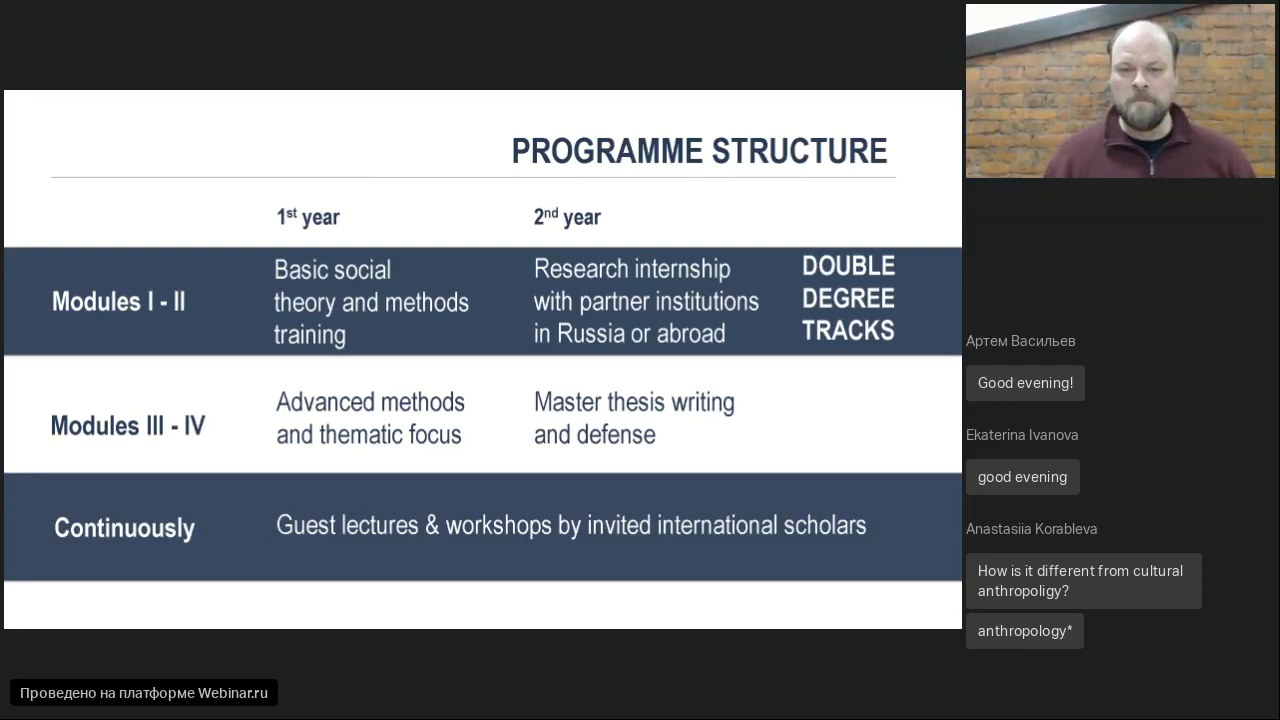 PROGRAMME STRUCTURE
1st year
2nd year
Modules I - II
Basic social
theory and methods
training
Research internship
with partner institutions
in Russia or abroad
DOUBLE
DEGREE
TRACKS
Modules III - IV
Advanced methods
and thematic focus
Master thesis writing
and defense
Continuously
Guest lectures & workshops by invited international scholars
Артем Васильев
Good evening!
Ekaterina Ivanova
good evening
Anastasiia Korableva
How is it different from cultural
anthropoligy?
anthropology*
Проведено на платформе Webinar.ru